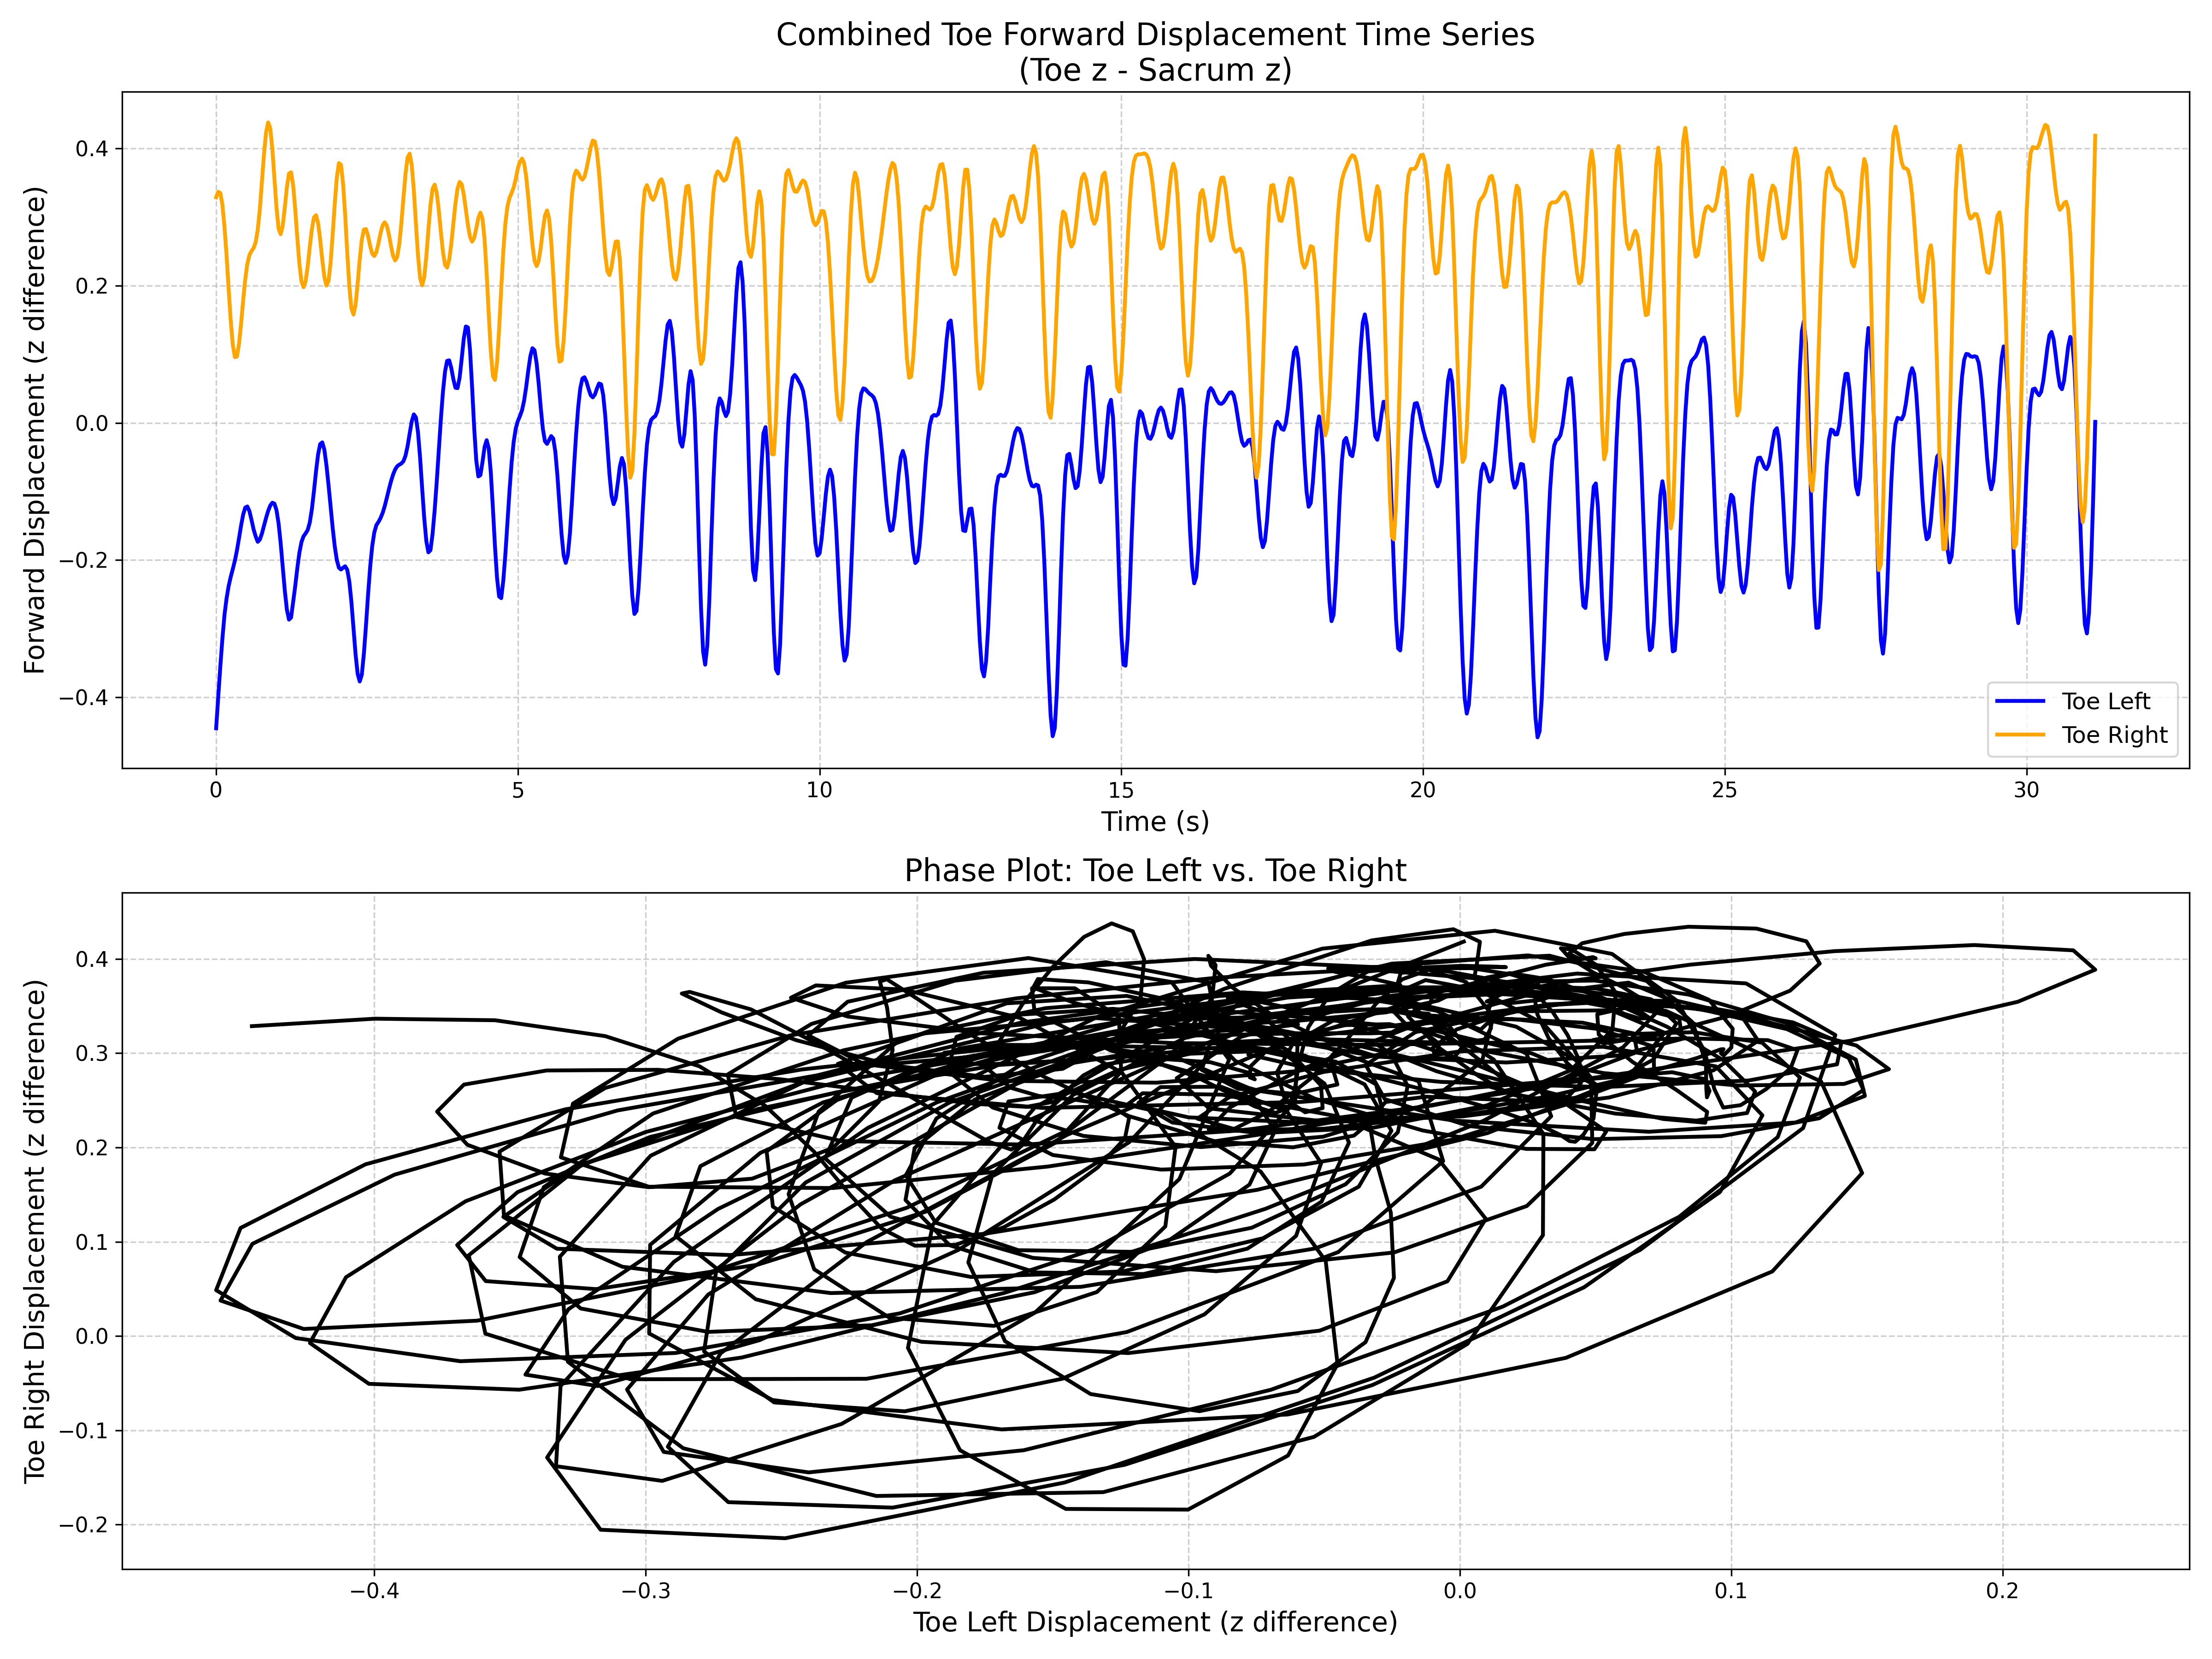 Combined Toe Forward Displacement Time Series
(Toe z - Sacrum z)
Forward Displacement (z difference)
0.4
0.2
0.0
−0.2
−0.4
Toe Left
Toe Right
0 5 10 15 20 25 30
Time (s)
Phase Plot: Toe Left vs. Toe Right
Toe Right Displacement (z difference)
0.4
0.3
0.2
0.1
0.0
−0.1
−0.2
−0.4 −0.3 −0.2 −0.1 0.0 0.1 0.2
Toe Left Displacement (z difference)